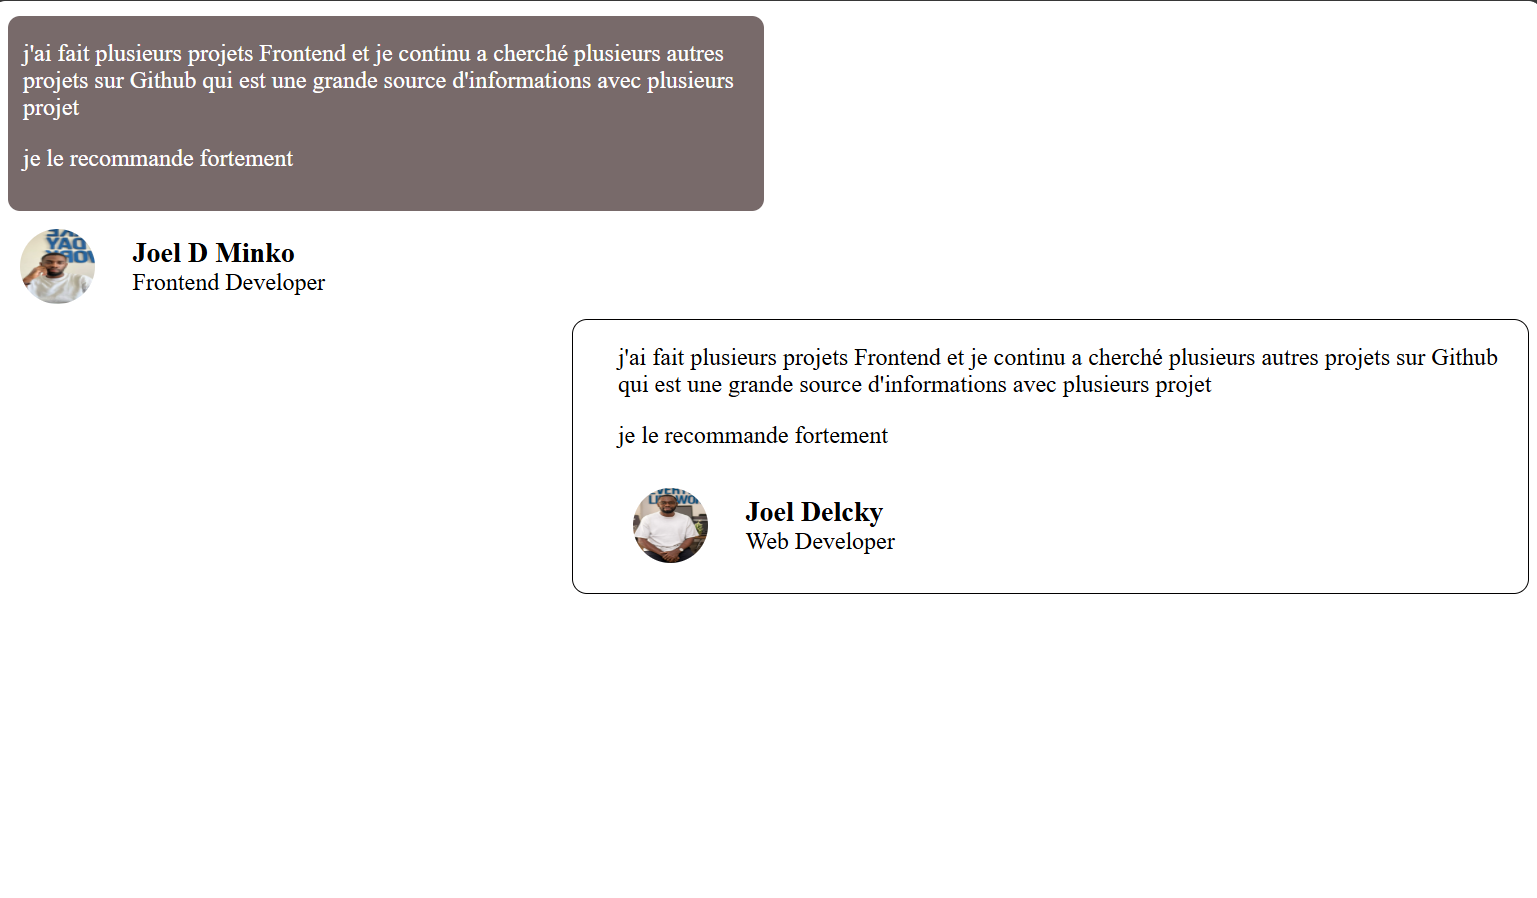 j'ai fait plusieurs projets Frontend et je continu a cherché plusieurs autres
projets sur Github qui est une grande source d'informations avec plusieurs
projet
je le recommande fortement
Joel D Minko
Frontend Developer
j'ai fait plusieurs projets Frontend et je continu a cherché plusieurs autres projets sur Github
qui est une grande source d'informations avec plusieurs projet
je le recommande fortement
Joel Delcky
Web Developer